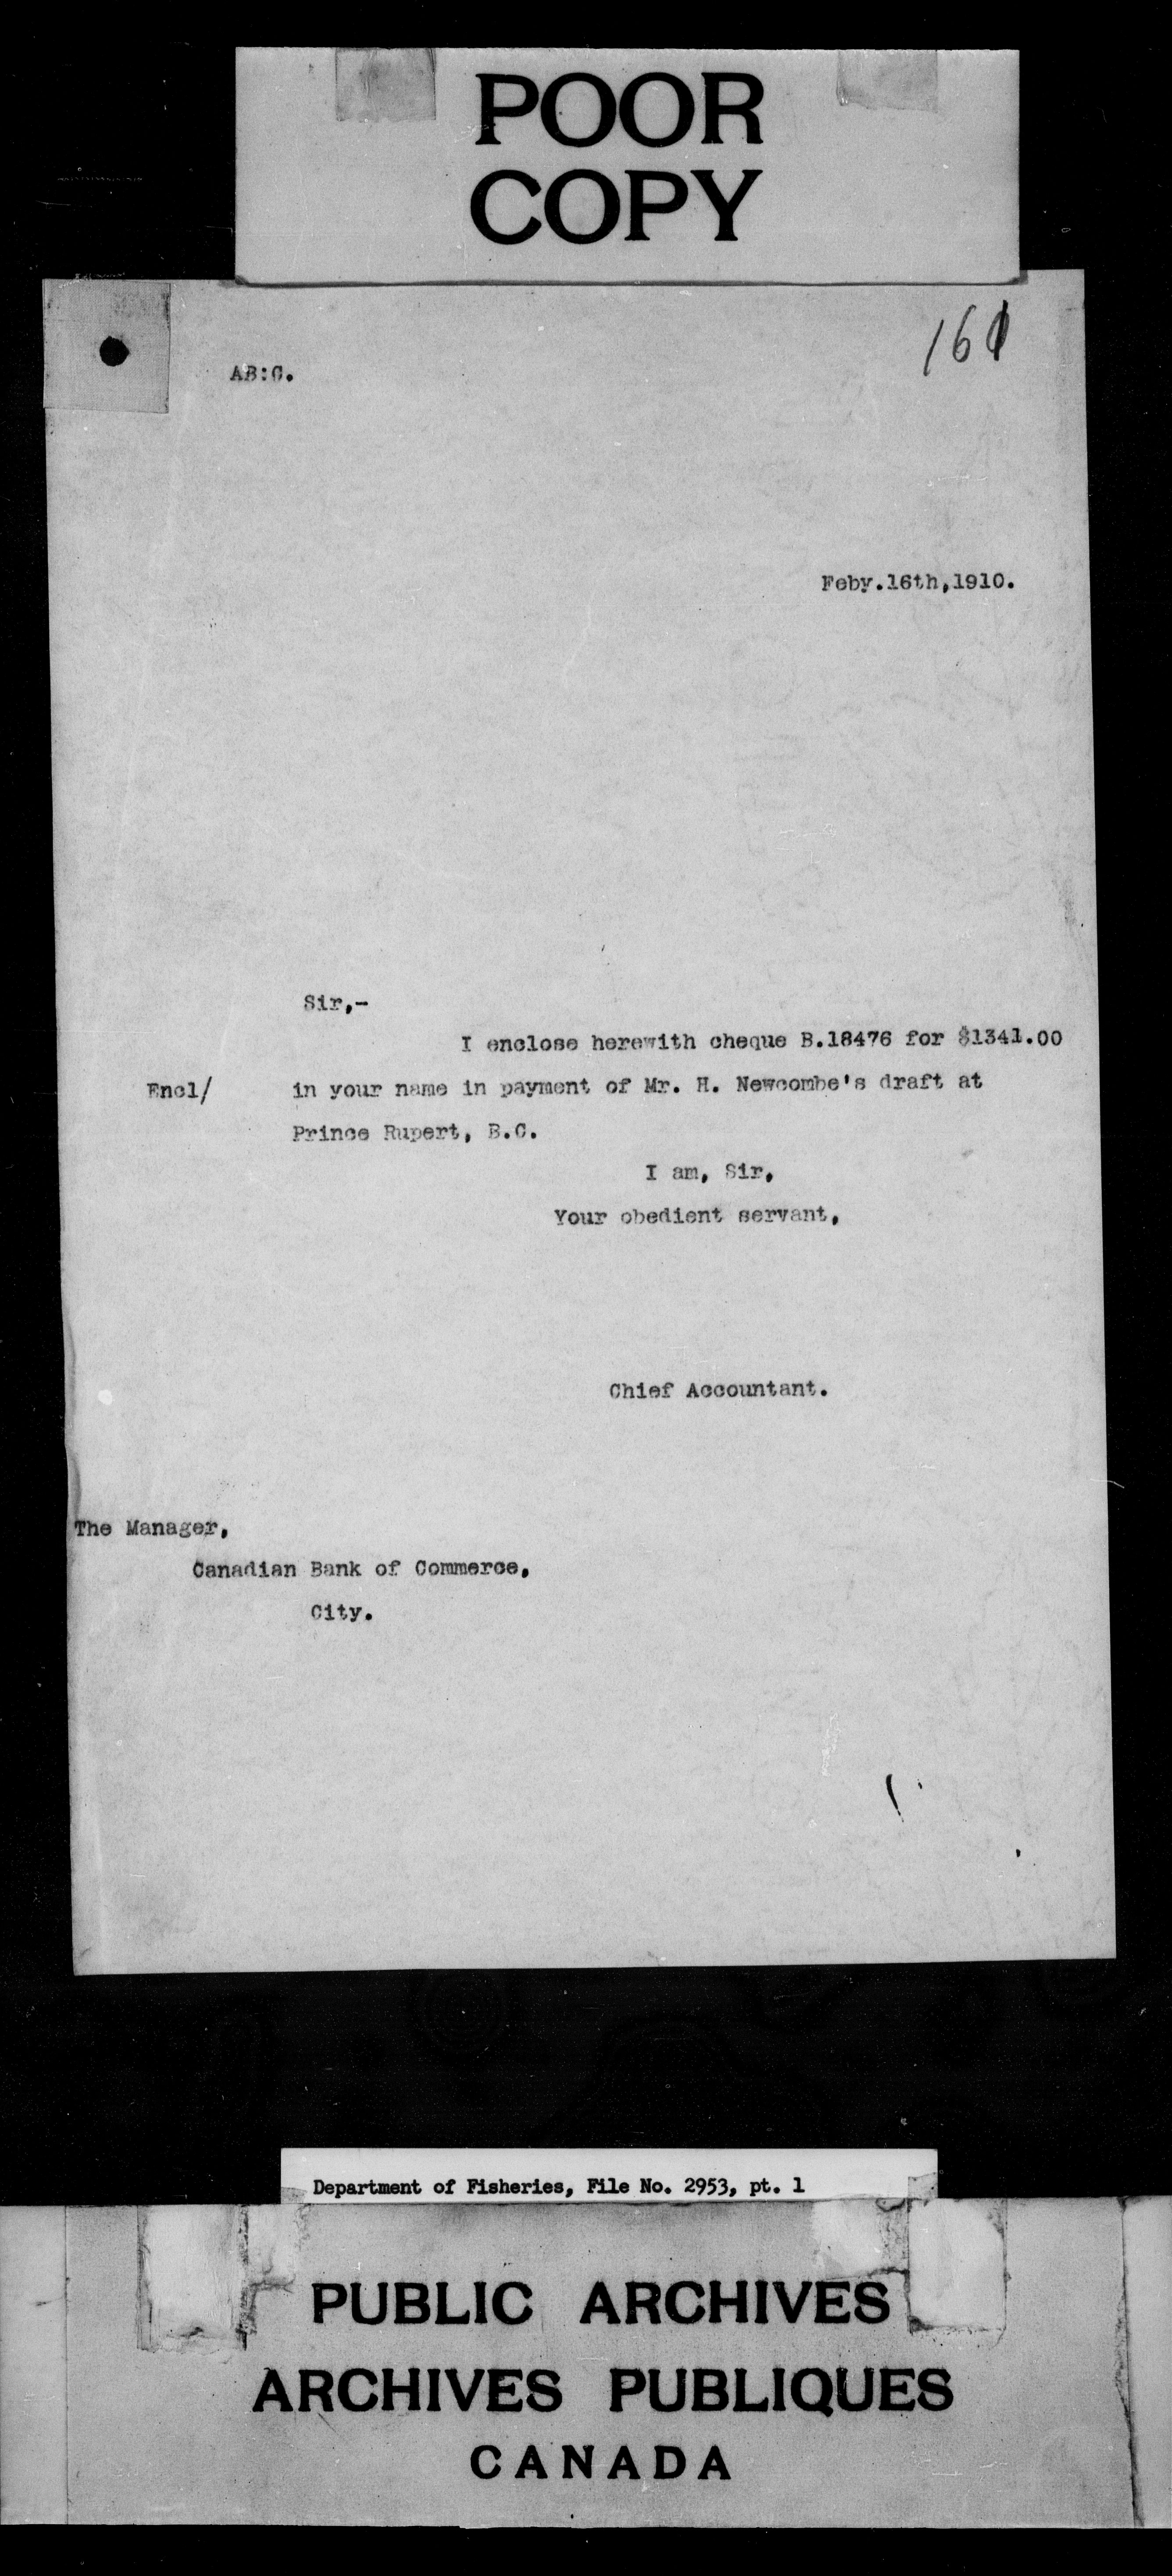 POOR
COPY
161
AB:C.
Feby.16th,1910.
Sir,-
I enclose herewith cheque B.18476 for $1341.00
Encl/ in your name in payment of Mr. H. Newcombe's draft at
Prince Rupert, B.C.
I am, Sir,
Your obedient servant,
Chief Accountant.
The Manager,
Canadian Bank of Commerce,
City.
Department of Fisheries, File No. 2953, pt. 1
PUBLIC ARCHIVES
ARCHIVES PUBLIQUES
CANADA